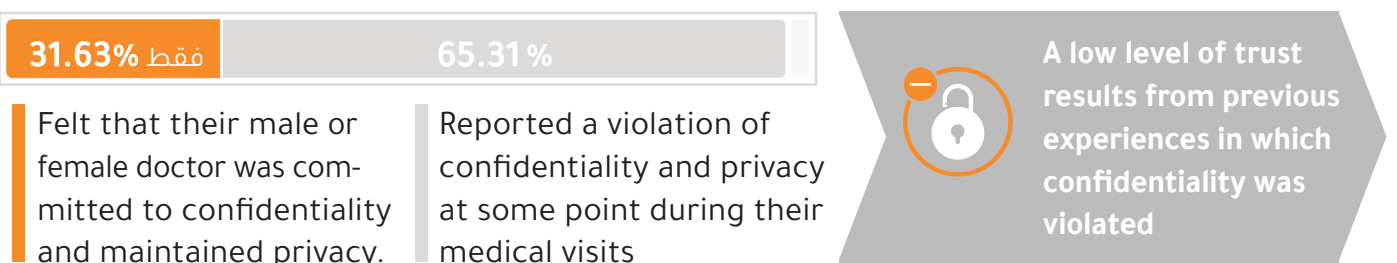 31.63% فقط
65.31%
Felt that their male or
female doctor was com-
mitted to confidentiality
and maintained privacy.
Reported a violation of
confidentiality and privacy
at some point during their
medical visits
A low level of trust
results from previous
experiences in which
confidentiality was
violated